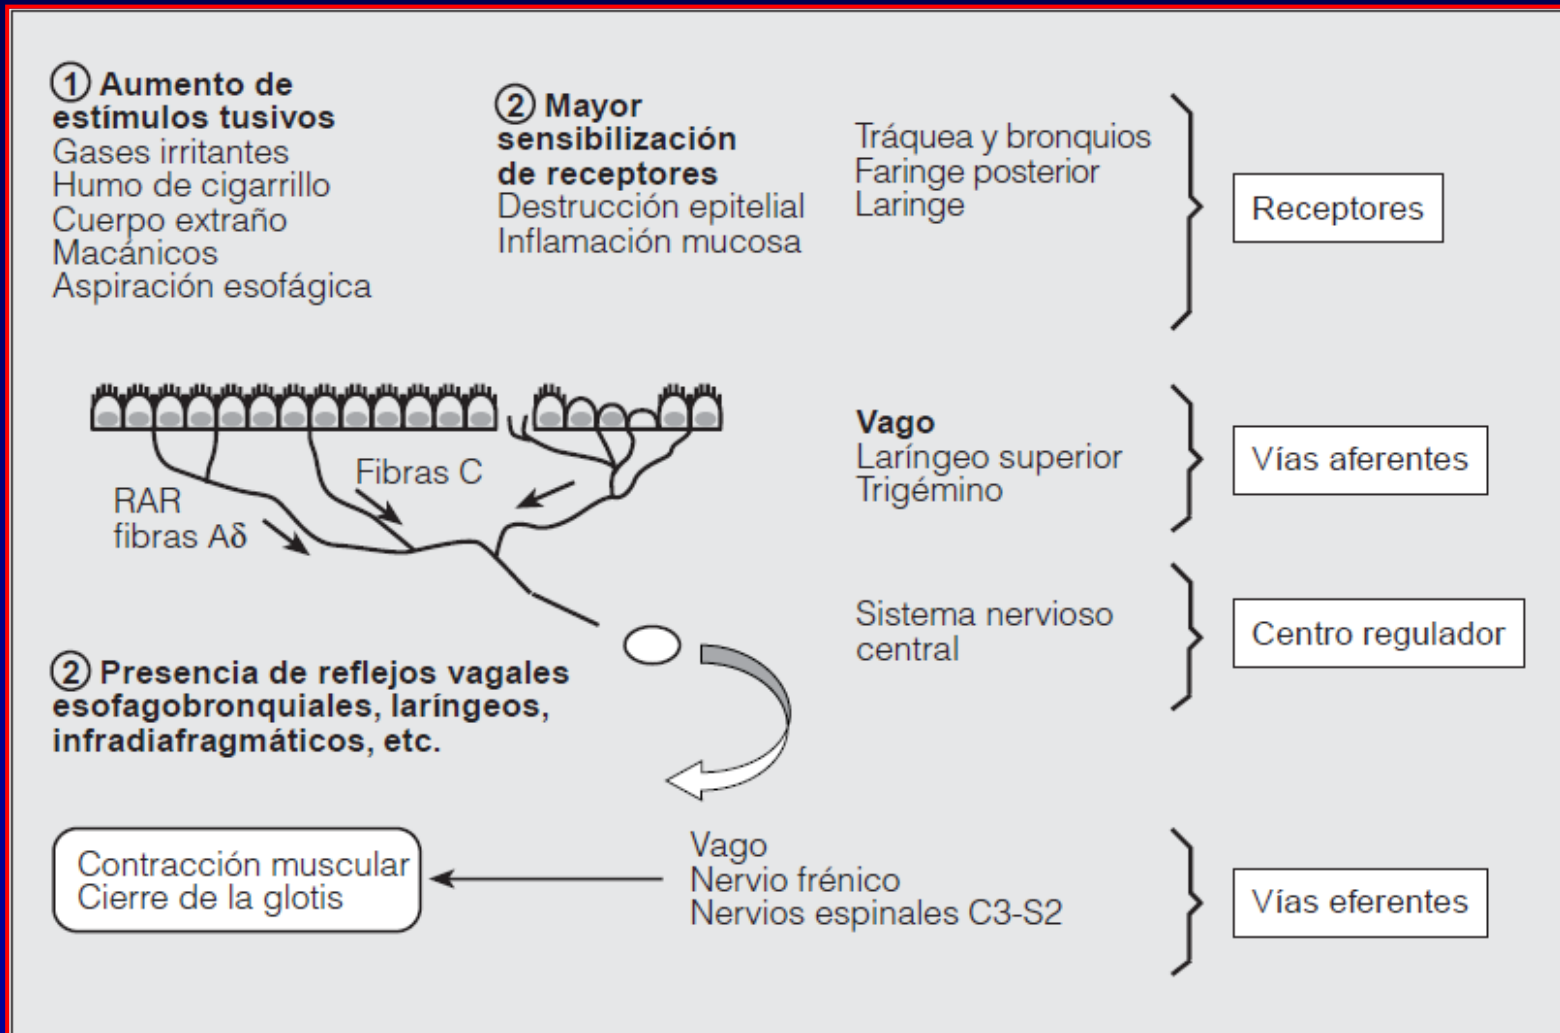 ① Aumento de
estímulos tusivos
Gases irritantes
Humo de cigarrillo
Cuerpo extraño
Macánicos
Aspiración esofágica
② Mayor
sensibilización
de receptores
Destrucción epitelial
Inflamación mucosa
Tráquea y bronquios
Faringe posterior
Laringe
Receptores
RAR
fibras Aδ
Fibras C
Vago
Laríngeo superior
Trigémino
Vías aferentes
Sistema nervioso
central
Centro regulador
② Presencia de reflejos vagales
esofagobronquiales, laríngeos,
infradiafragmáticos, etc.
Contracción muscular
Cierre de la glotis
Vago
Nervio frénico
Nervios espinales C3-S2
Vías eferentes